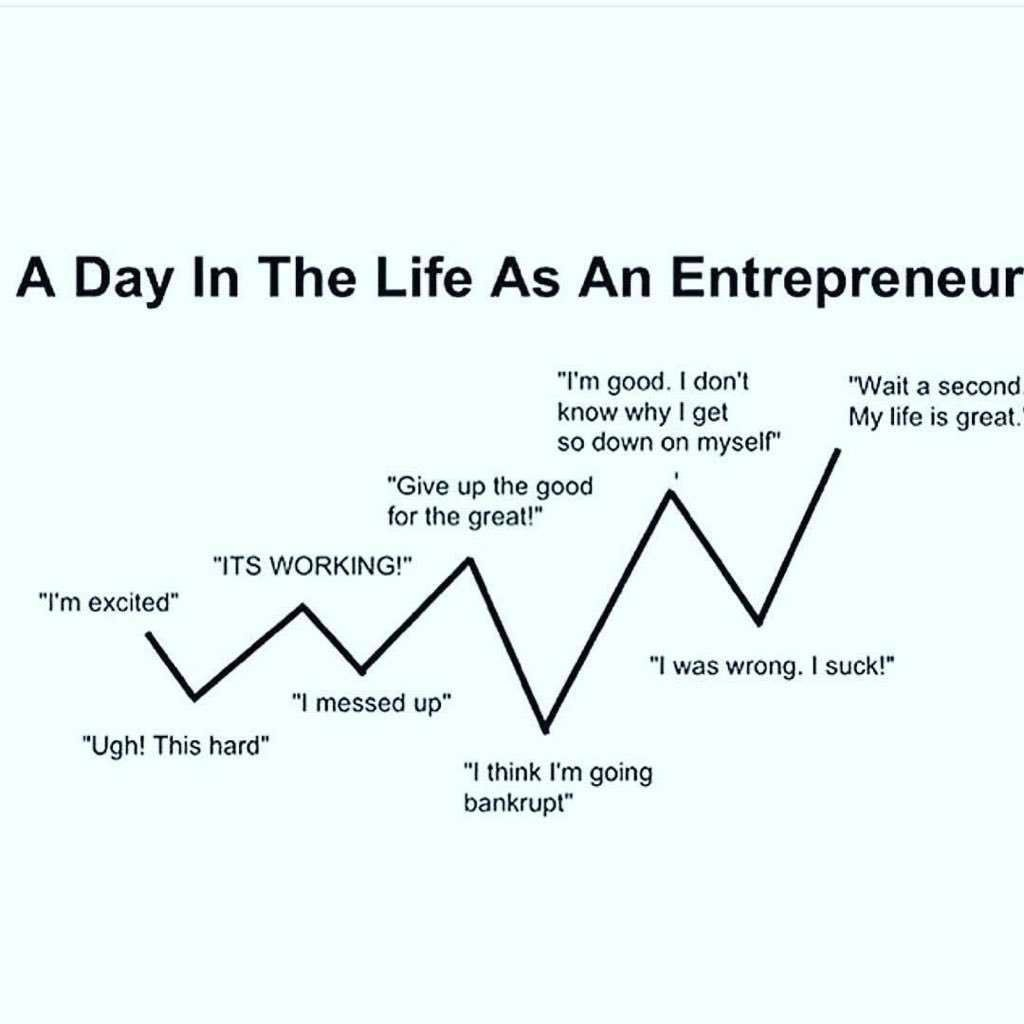 A Day In The Life As An Entrepreneur
"I'm good. I don't
know why I get
so down on myself"
"Wait a second.
My life is great."
"Give up the good
for the great!"
"ITS WORKING!"
"I'm excited"
"I was wrong. I suck!"
"I messed up"
"Ugh! This hard"
"I think I'm going
bankrupt"